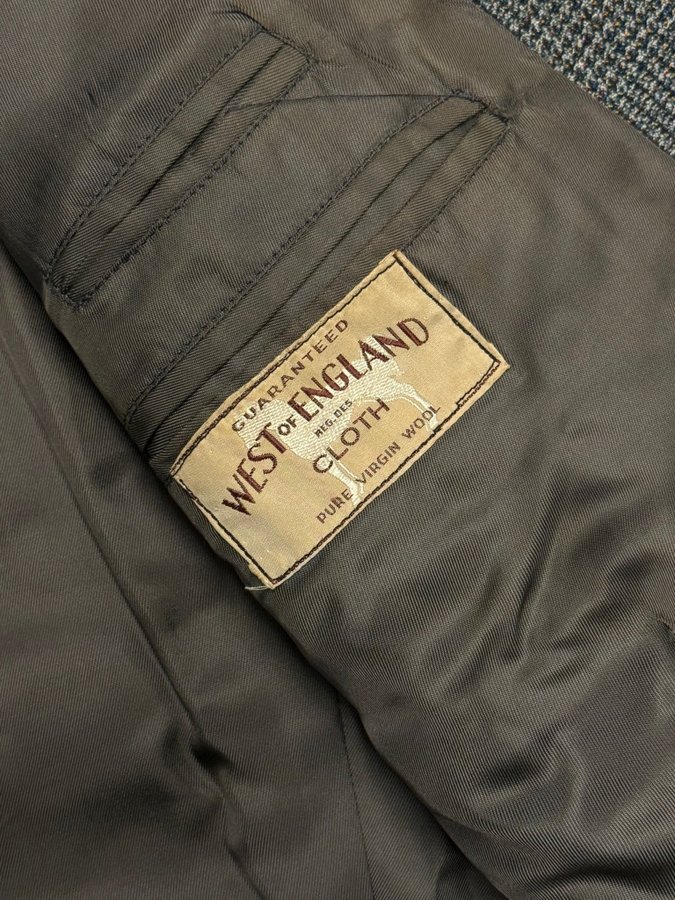 GUARANTEED
WEST OF ENGLAND
REG. DES.
CLOTH
PURE VIRGIN WOOL